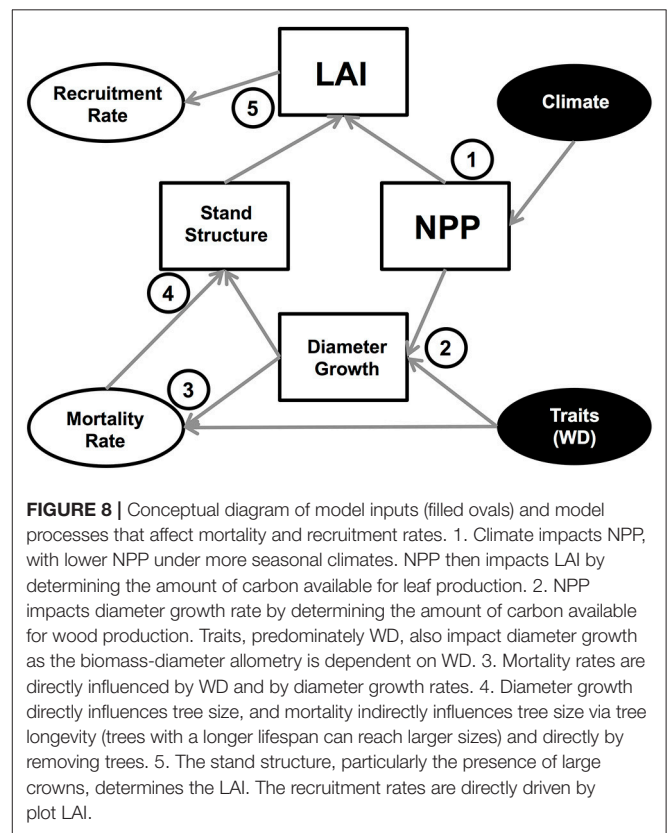 LAI
Recruitment
Rate
5
Climate
1
Stand
Structure
NPP
4
Diameter
Growth
2
3
Mortality
Rate
Traits
(WD)
FIGURE 8 | Conceptual diagram of model inputs (filled ovals) and model
processes that affect mortality and recruitment rates. 1. Climate impacts NPP,
with lower NPP under more seasonal climates. NPP then impacts LAI by
determining the amount of carbon available for leaf production. 2. NPP
impacts diameter growth rate by determining the amount of carbon available
for wood production. Traits, predominately WD, also impact diameter growth
as the biomass-diameter allometry is dependent on WD. 3. Mortality rates are
directly influenced by WD and by diameter growth rates. 4. Diameter growth
directly influences tree size, and mortality indirectly influences tree size via tree
longevity (trees with a longer lifespan can reach larger sizes) and directly by
removing trees. 5. The stand structure, particularly the presence of large
crowns, determines the LAI. The recruitment rates are directly driven by
plot LAI.